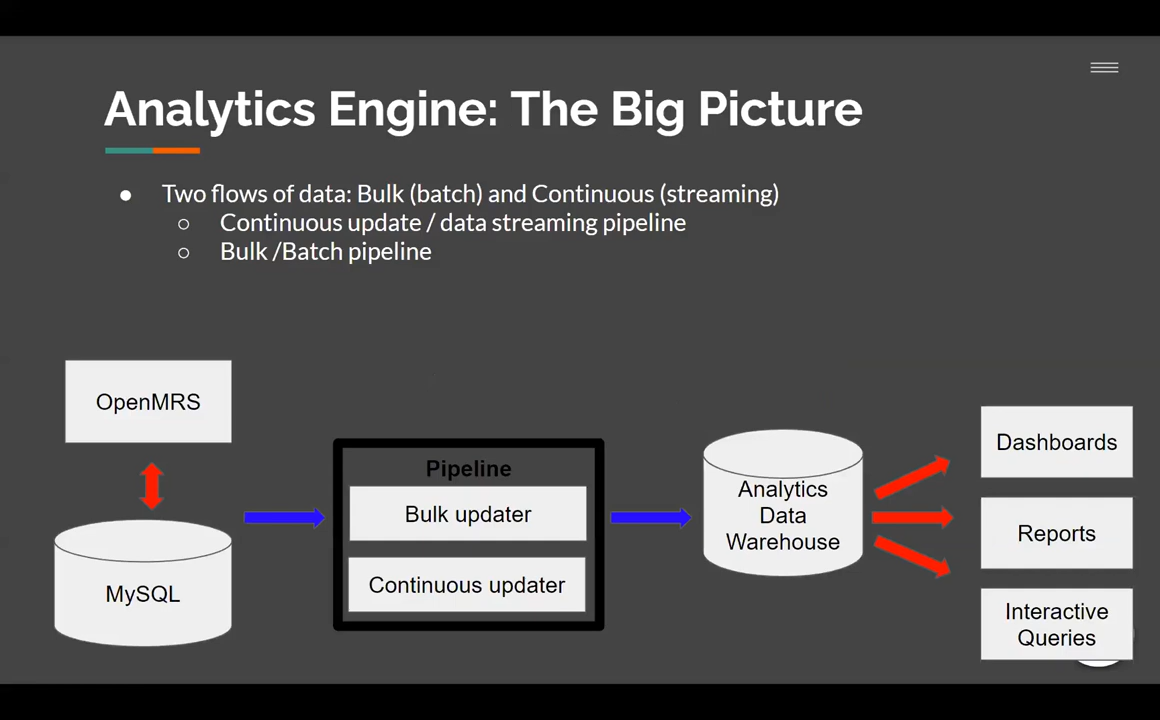 Analytics Engine: The Big Picture
● Two flows of data: Bulk (batch) and Continuous (streaming)
○ Continuous update / data streaming pipeline
○ Bulk /Batch pipeline
OpenMRS
MySQL
Pipeline
Bulk updater
Continuous updater
Analytics
Data
Warehouse
Dashboards
Reports
Interactive
Queries